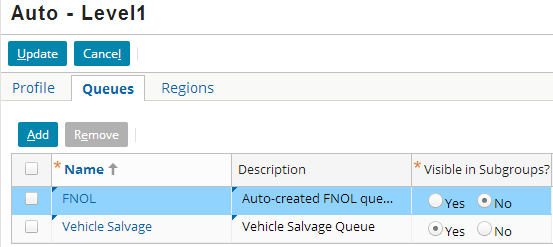 Auto - Level1
Update Cancel
Profile Queues Regions
Add Remove
* Name ↑ Description * Visible in Subgroups?
FNOL Auto-created FNOL que... Yes No
Vehicle Salvage Vehicle Salvage Queue Yes No